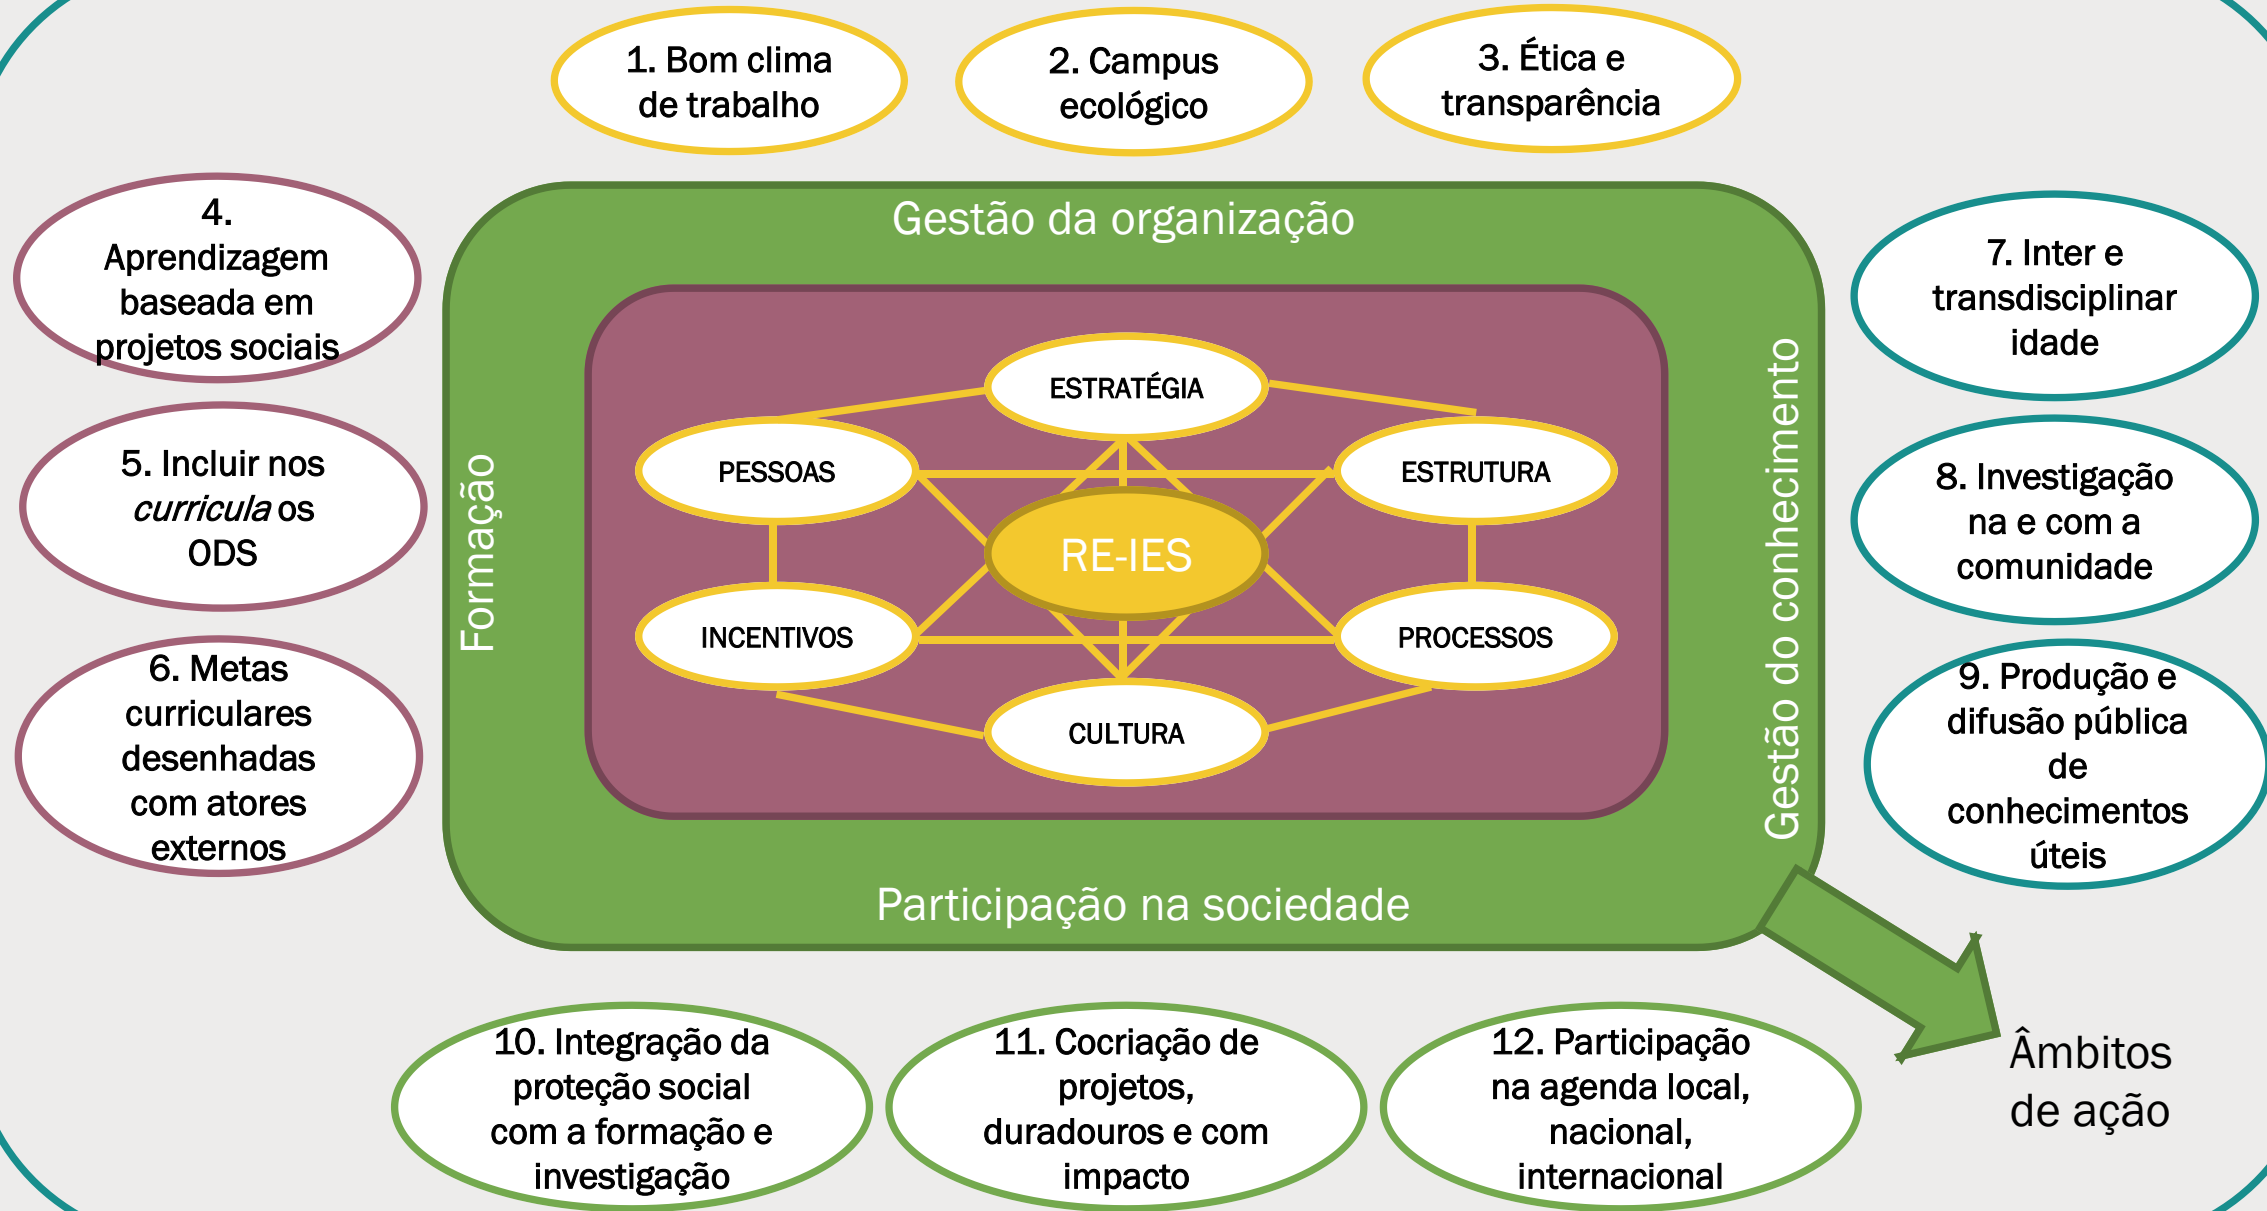 1. Bom clima
de trabalho
2. Campus
ecológico
3. Ética e
transparência
4.
Aprendizagem
baseada em
projetos sociais
5. Incluir nos
curricula os
ODS
6. Metas
curriculares
desenhadas
com atores
externos
Gestão da organização
Formação
ESTRATÉGIA
PESSOAS
ESTRUTURA
RE-IES
INCENTIVOS
PROCESSOS
CULTURA
Gestão do conhecimento
Participação na sociedade
7. Inter e
transdisciplinar
idade
8. Investigação
na e com a
comunidade
9. Produção e
difusão pública
de
conhecimentos
úteis
10. Integração da
proteção social
com a formação e
investigação
11. Cocriação de
projetos,
duradouros e com
impacto
12. Participação
na agenda local,
nacional,
internacional
Âmbitos
de ação